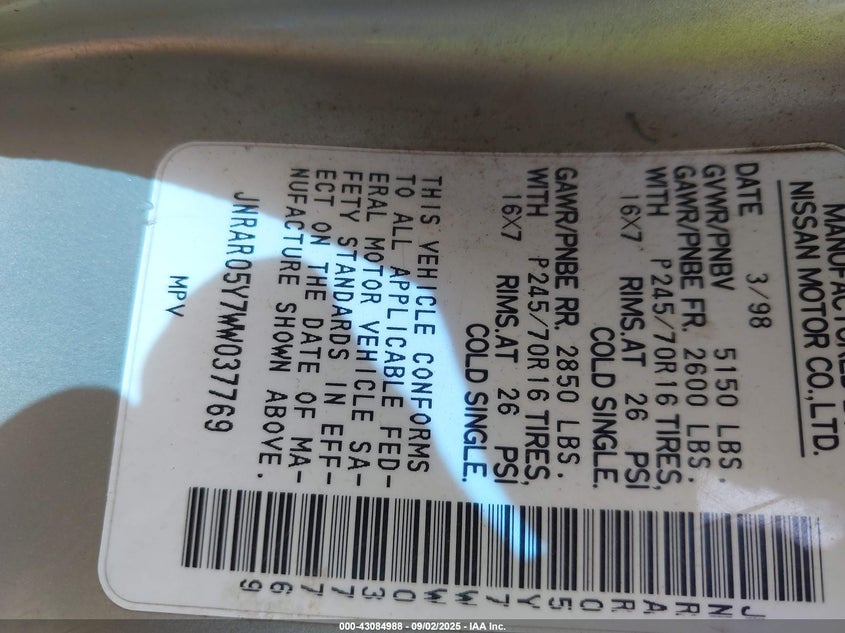 MANUFACTURED
NISSAN MOTOR CO.,LTD.
DATE 3/98
GVWR/PNBV 5150 LBS.
GAWR/PNBE FR. 2600 LBS.
WITH P245/70R16 TIRES,
16X7 RIMS.AT 26 PSI
COLD SINGLE.
GAWR/PNBE RR. 2850 LBS.
WITH P245/70R16 TIRES,
16X7 RIMS.AT 26 PSI
COLD SINGLE.
THIS VEHICLE CONFORMS
TO ALL APPLICABLE FED-
ERAL MOTOR VEHICLE SA-
FETY STANDARDS IN EFF-
ECT ON THE DATE OF MA-
NUFACTURE SHOWN ABOVE.
JNRAR05Y7WW037769
MPV
JNRAR05Y7WW037769
000-43084988 - 09/02/2025 - IAA Inc.